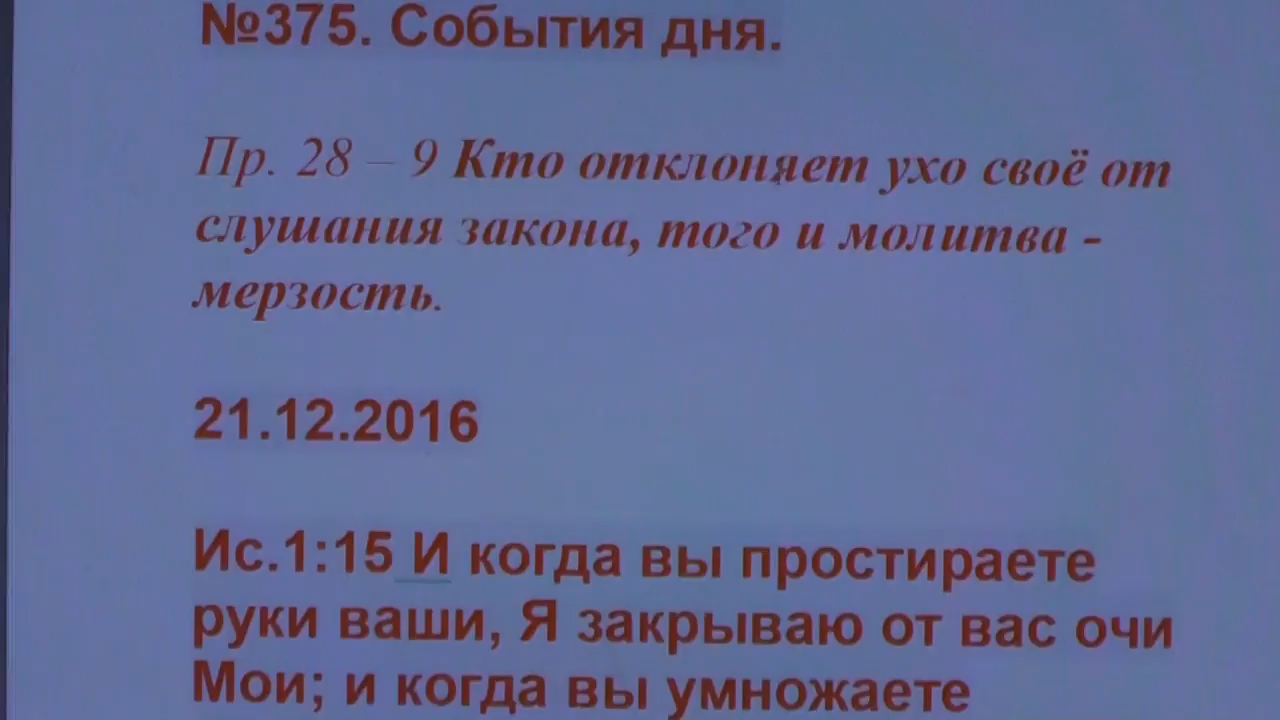 №375. События дня.
Пр. 28 – 9 Кто отклоняет ухо своё от
слушания закона, того и молитва -
мерзость.
21.12.2016
Ис.1:15 И когда вы простираете
руки ваши, Я закрываю от вас очи
Мои; и когда вы умножаете